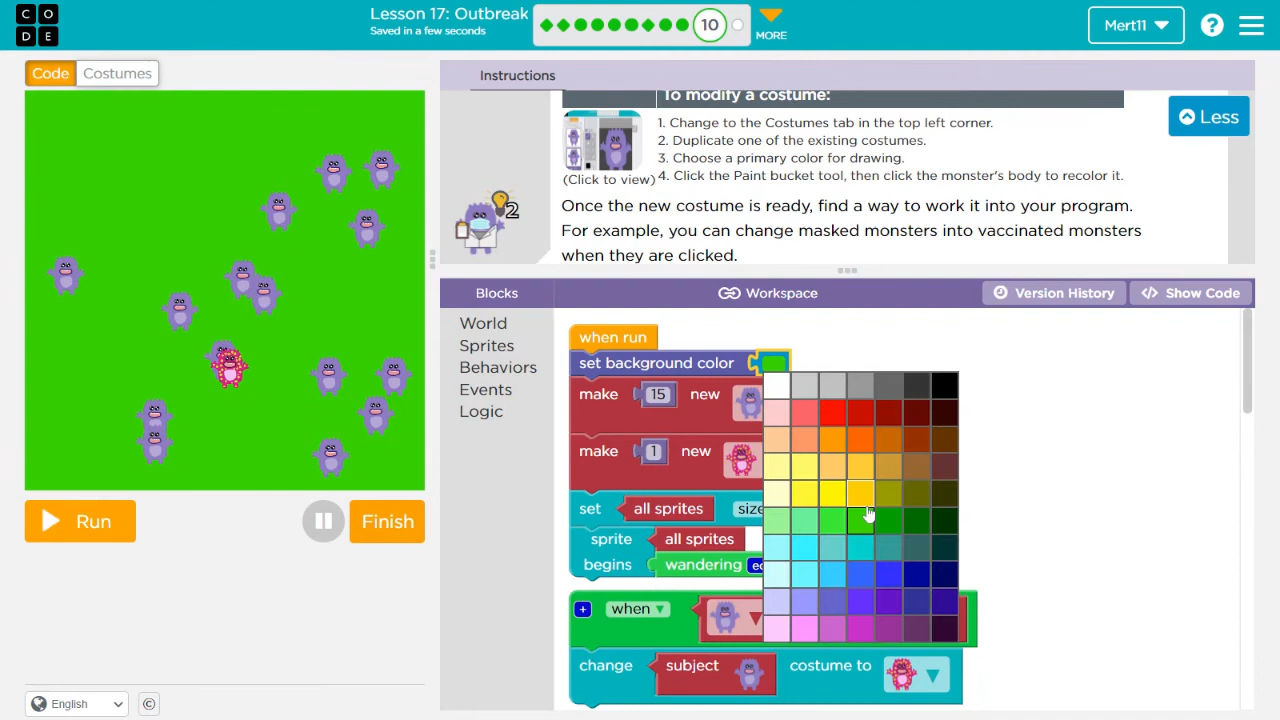 CO
DE
Lesson 17: Outbreak
Saved in a few seconds
10
MORE
Mert11
?
Code
Costumes
Instructions
To modify a costume:
1. Change to the Costumes tab in the top left corner.
2. Duplicate one of the existing costumes.
3. Choose a primary color for drawing.
(Click to view)
4. Click the Paint bucket tool, then click the monster's body to recolor it.
Less
2
Once the new costume is ready, find a way to work it into your program.
For example, you can change masked monsters into vaccinated monsters
when they are clicked.
Blocks
Workspace
Version History
</> Show Code
World
Sprites
Behaviors
Events
Logic
when run
set background color
make 15 new
make 1 new
set all sprites size
sprite all sprites
begins wandering
+ when
change subject costume to
Run
Finish
English
©